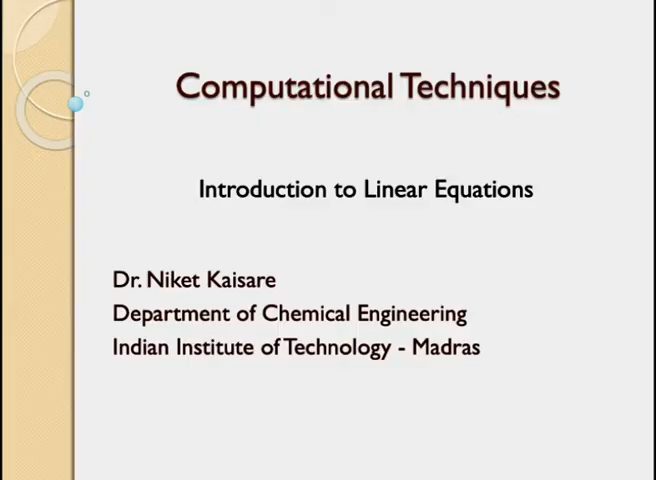 Computational Techniques
Introduction to Linear Equations
Dr. Niket Kaisare
Department of Chemical Engineering
Indian Institute of Technology - Madras